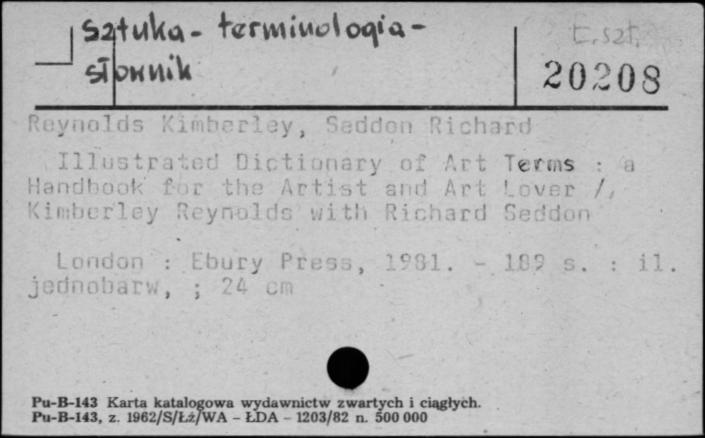 sztuka - terminologia -
t. szt.
słownik
20208
Reynolds Kimberley, Seddon Richard
Illustrated Dictionary of Art Terms : a
Handbook for the Artist and Art Lover /,
Kimberley Reynolds with Richard Seddon
London : Ebury Press, 1981. - 189 s. : il.
jednobarw, ; 24 cm
Pu-B-143 Karta katalogowa wydawnictw zwartych i ciągłych.
Pu-B-143, z. 1962/S/Łż/WA - ŁDA - 1203/82 n. 500 000